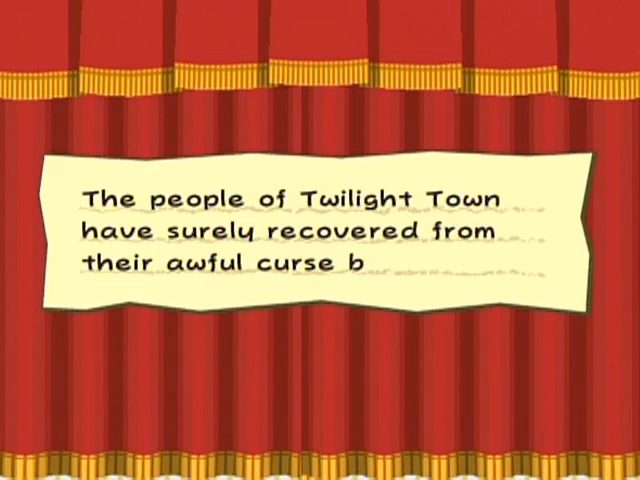 The people of Twilight Town
have surely recovered from
their awful curse b